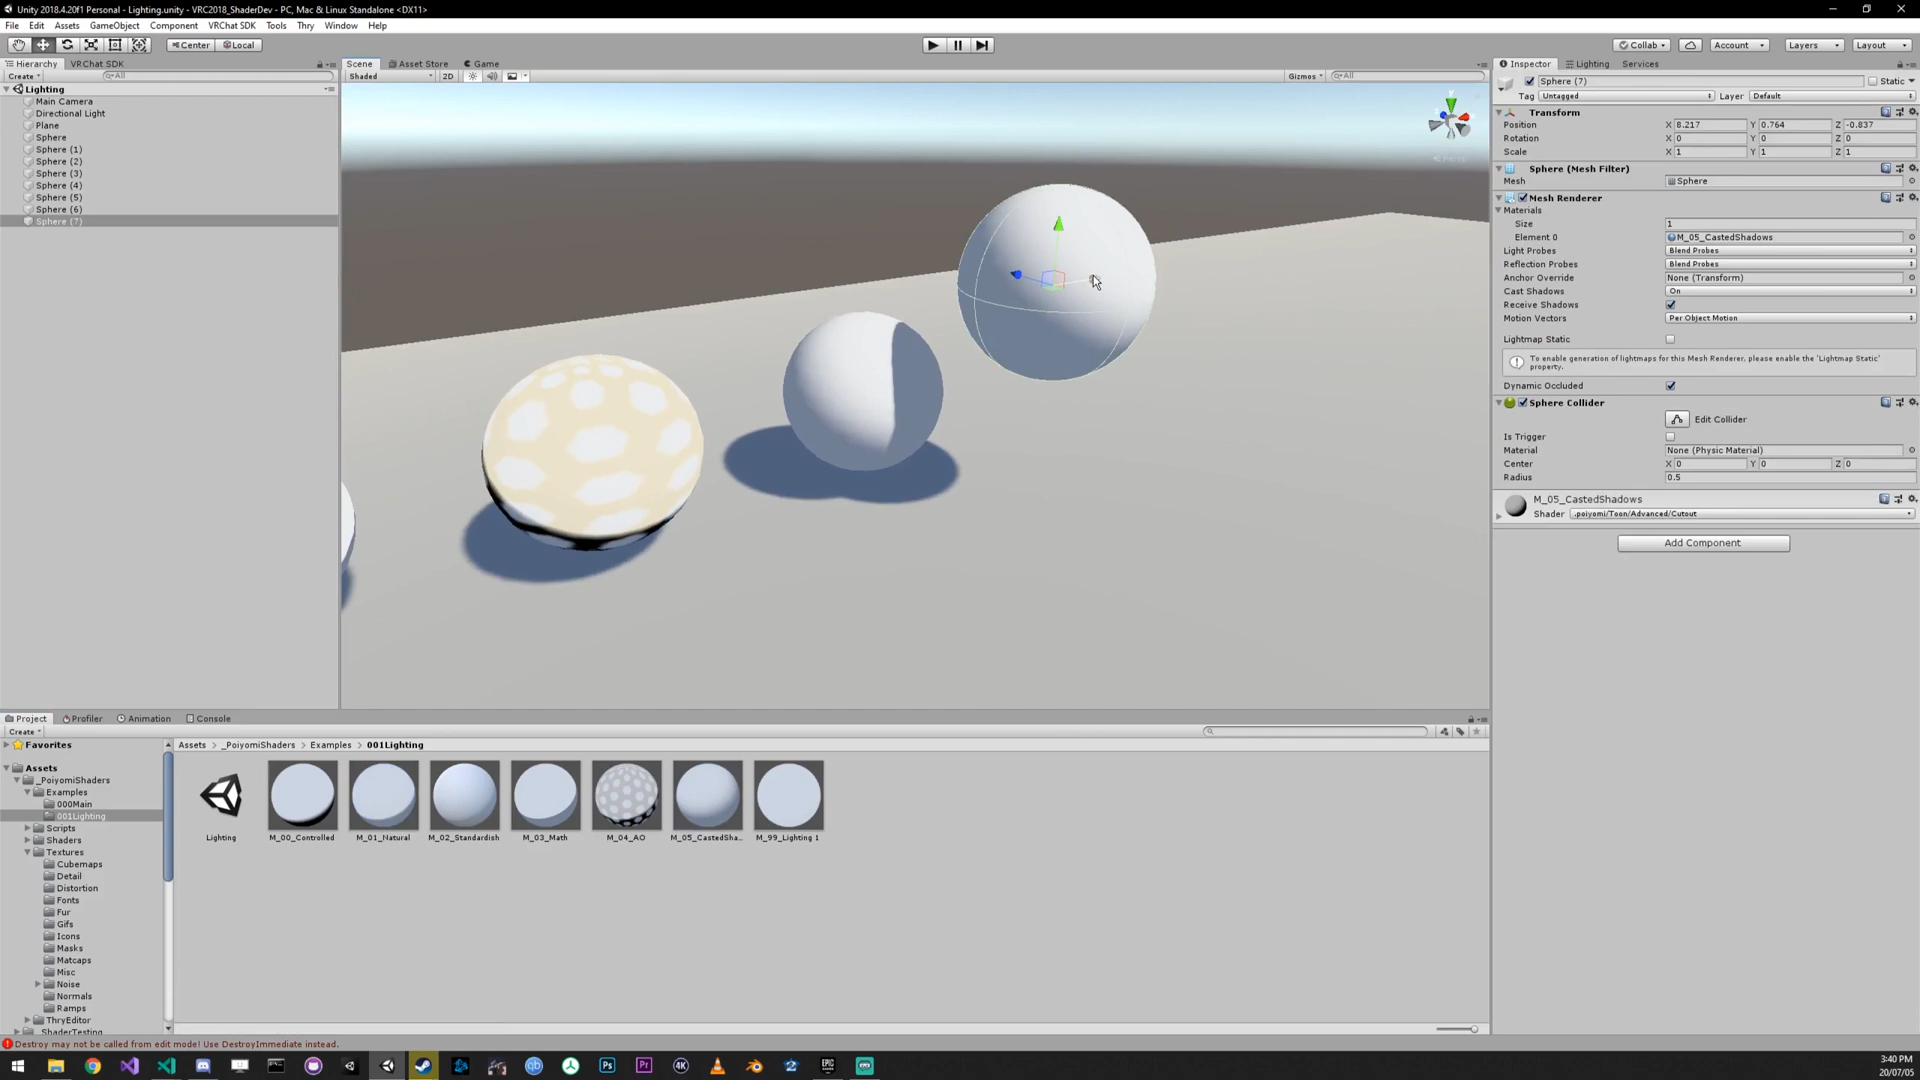 Unity 2018.4.20f1 Personal - Lighting.unity - VRC2018_ShaderDev - PC, Mac & Linux Standalone <DX11>
File Edit Assets GameObject Component VRChat SDK Tools Thry Window Help
Center Local Collab Account Layers Layout
Hierarchy VRChat SDK
Create All
Lighting
Main Camera
Directional Light
Plane
Sphere
Sphere (1)
Sphere (2)
Sphere (3)
Sphere (4)
Sphere (5)
Sphere (6)
Sphere (7)
Scene Asset Store Game
Shaded 2D Gizmos All
Inspector Lighting Services
Sphere (7) Static
Tag Untagged Layer Default
Transform
Position X 8.217 Y 0.764 Z -0.837
Rotation X 0 Y 0 Z 0
Scale X 1 Y 1 Z 1
Sphere (Mesh Filter)
Mesh Sphere
Mesh Renderer
Materials
Size 1
Element 0 M_05_CastedShadows
Light Probes Blend Probes
Reflection Probes Blend Probes
Anchor Override None (Transform)
Cast Shadows On
Receive Shadows
Motion Vectors Per Object Motion
Lightmap Static
To enable generation of lightmaps for this Mesh Renderer, please enable the 'Lightmap Static'
property.
Dynamic Occluded
Sphere Collider
Edit Collider
Is Trigger
Material None (Physic Material)
Center X 0 Y 0 Z 0
Radius 0.5
M_05_CastedShadows
Shader .poiyomi/Toon/Advanced/Cutout
Add Component
Project Profiler Animation Console
Create
Favorites
Assets
_PoiyomiShaders
Examples
000Main
001Lighting
Scripts
Shaders
Textures
Cubemaps
Detail
Distortion
Fonts
Fur
Gifs
Icons
Masks
Matcaps
Misc
Noise
Normals
Ramps
ThryEditor
_ShaderTesting
Assets > _PoiyomiShaders > Examples > 001Lighting
Lighting M_00_Controlled M_01_Natural M_02_Standardish M_03_Math M_04_AO M_05_CastedSha... M_99_Lighting 1
Destroy may not be called from edit mode! Use DestroyImmediate instead.
3:40 PM
20/07/05